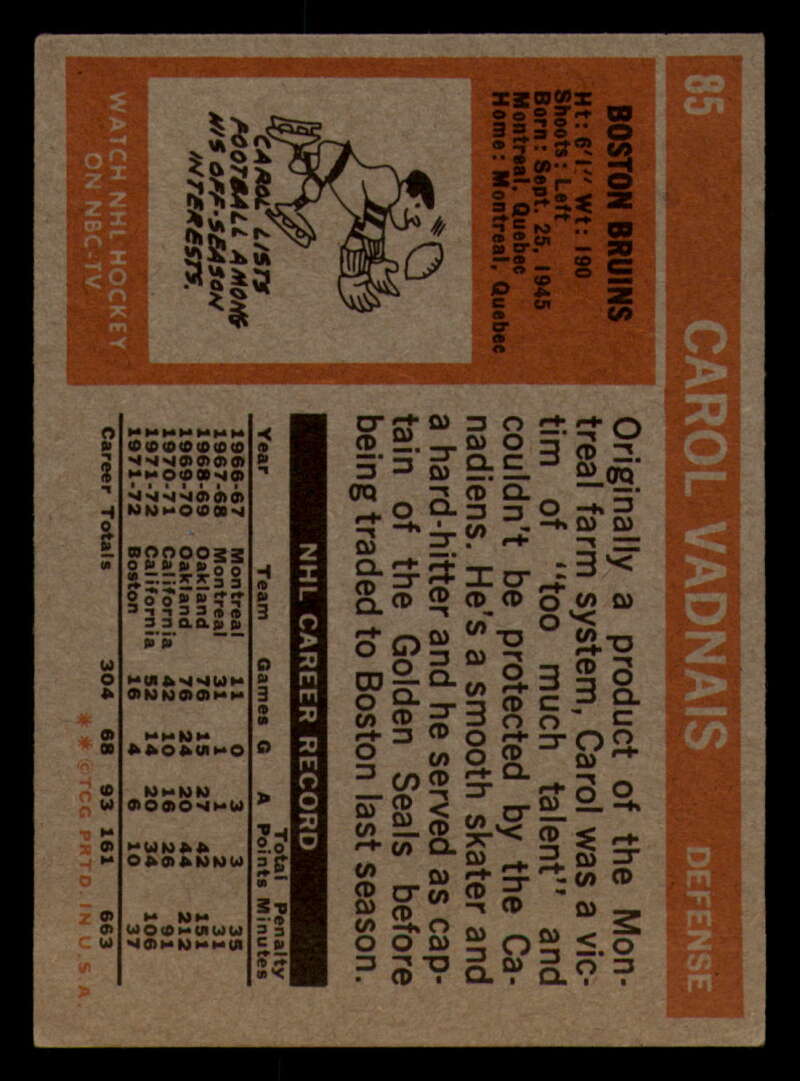 85 CAROL VADNAIS DEFENSE
BOSTON BRUINS
Ht: 6'1" Wt: 190
Shoots: Left
Born: Sept. 25, 1945
Montreal, Quebec
Home: Montreal, Quebec
CAROL LISTS
FOOTBALL AMONG
HIS OFF-SEASON
INTERESTS.
WATCH NHL HOCKEY
ON NBC-TV
Originally a product of the Mon-
treal farm system, Carol was a vic-
tim of "too much talent" and
couldn't be protected by the Ca-
nadiens. He's a smooth skater and
a hard-hitter and he served as cap-
tain of the Golden Seals before
being traded to Boston last season.
NHL CAREER RECORD
Total Penalty
Year Team Games G A Points Minutes
1966-67 Montreal 11 0 3 3 35
1967-68 Montreal 31 1 1 2 31
1968-69 Oakland 76 15 27 42 151
1969-70 Oakland 76 24 20 44 212
1970-71 California 42 10 16 26 91
1971-72 California 52 14 20 34 106
1971-72 Boston 16 4 6 10 37
Career Totals 304 68 93 161 663
**©TCG PRTD. IN U.S.A.